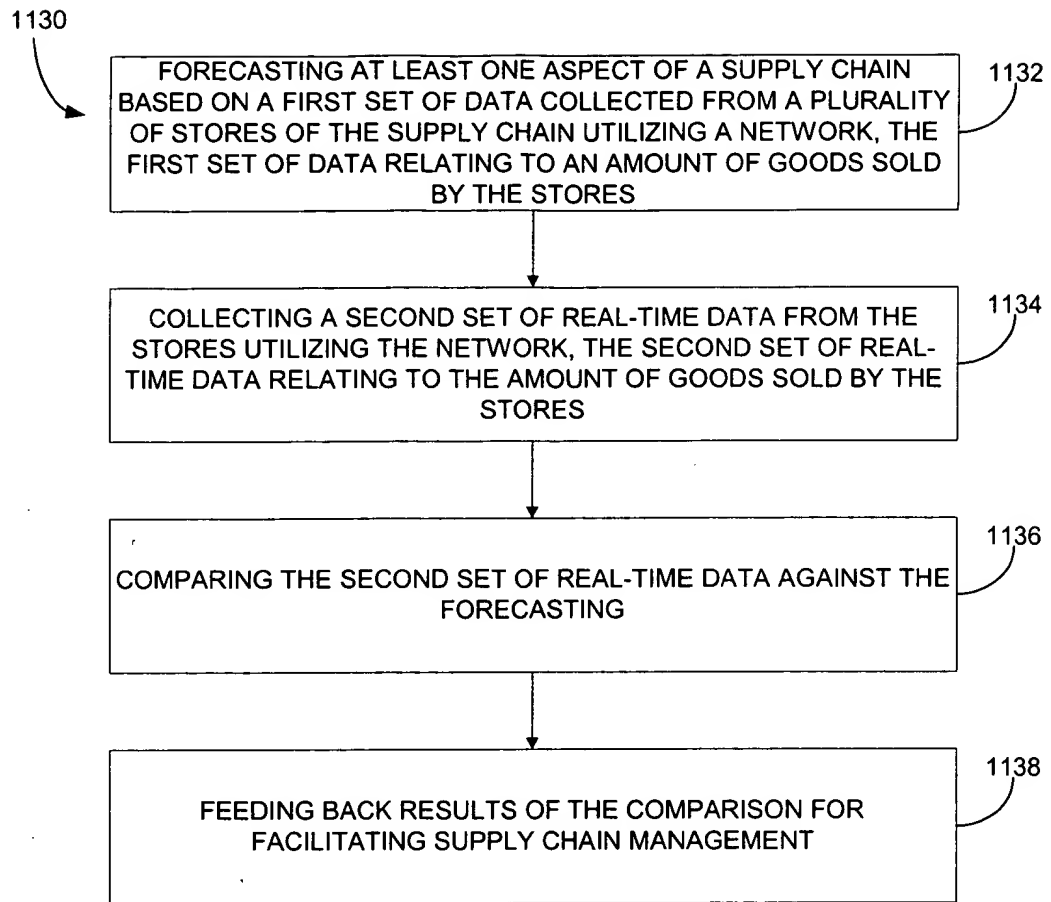 1130
FORECASTING AT LEAST ONE ASPECT OF A SUPPLY CHAIN
BASED ON A FIRST SET OF DATA COLLECTED FROM A PLURALITY
OF STORES OF THE SUPPLY CHAIN UTILIZING A NETWORK, THE
FIRST SET OF DATA RELATING TO AN AMOUNT OF GOODS SOLD
BY THE STORES
1132
COLLECTING A SECOND SET OF REAL-TIME DATA FROM THE
STORES UTILIZING THE NETWORK, THE SECOND SET OF REAL-
TIME DATA RELATING TO THE AMOUNT OF GOODS SOLD BY THE
STORES
1134
COMPARING THE SECOND SET OF REAL-TIME DATA AGAINST THE
FORECASTING
1136
FEEDING BACK RESULTS OF THE COMPARISON FOR
FACILITATING SUPPLY CHAIN MANAGEMENT
1138